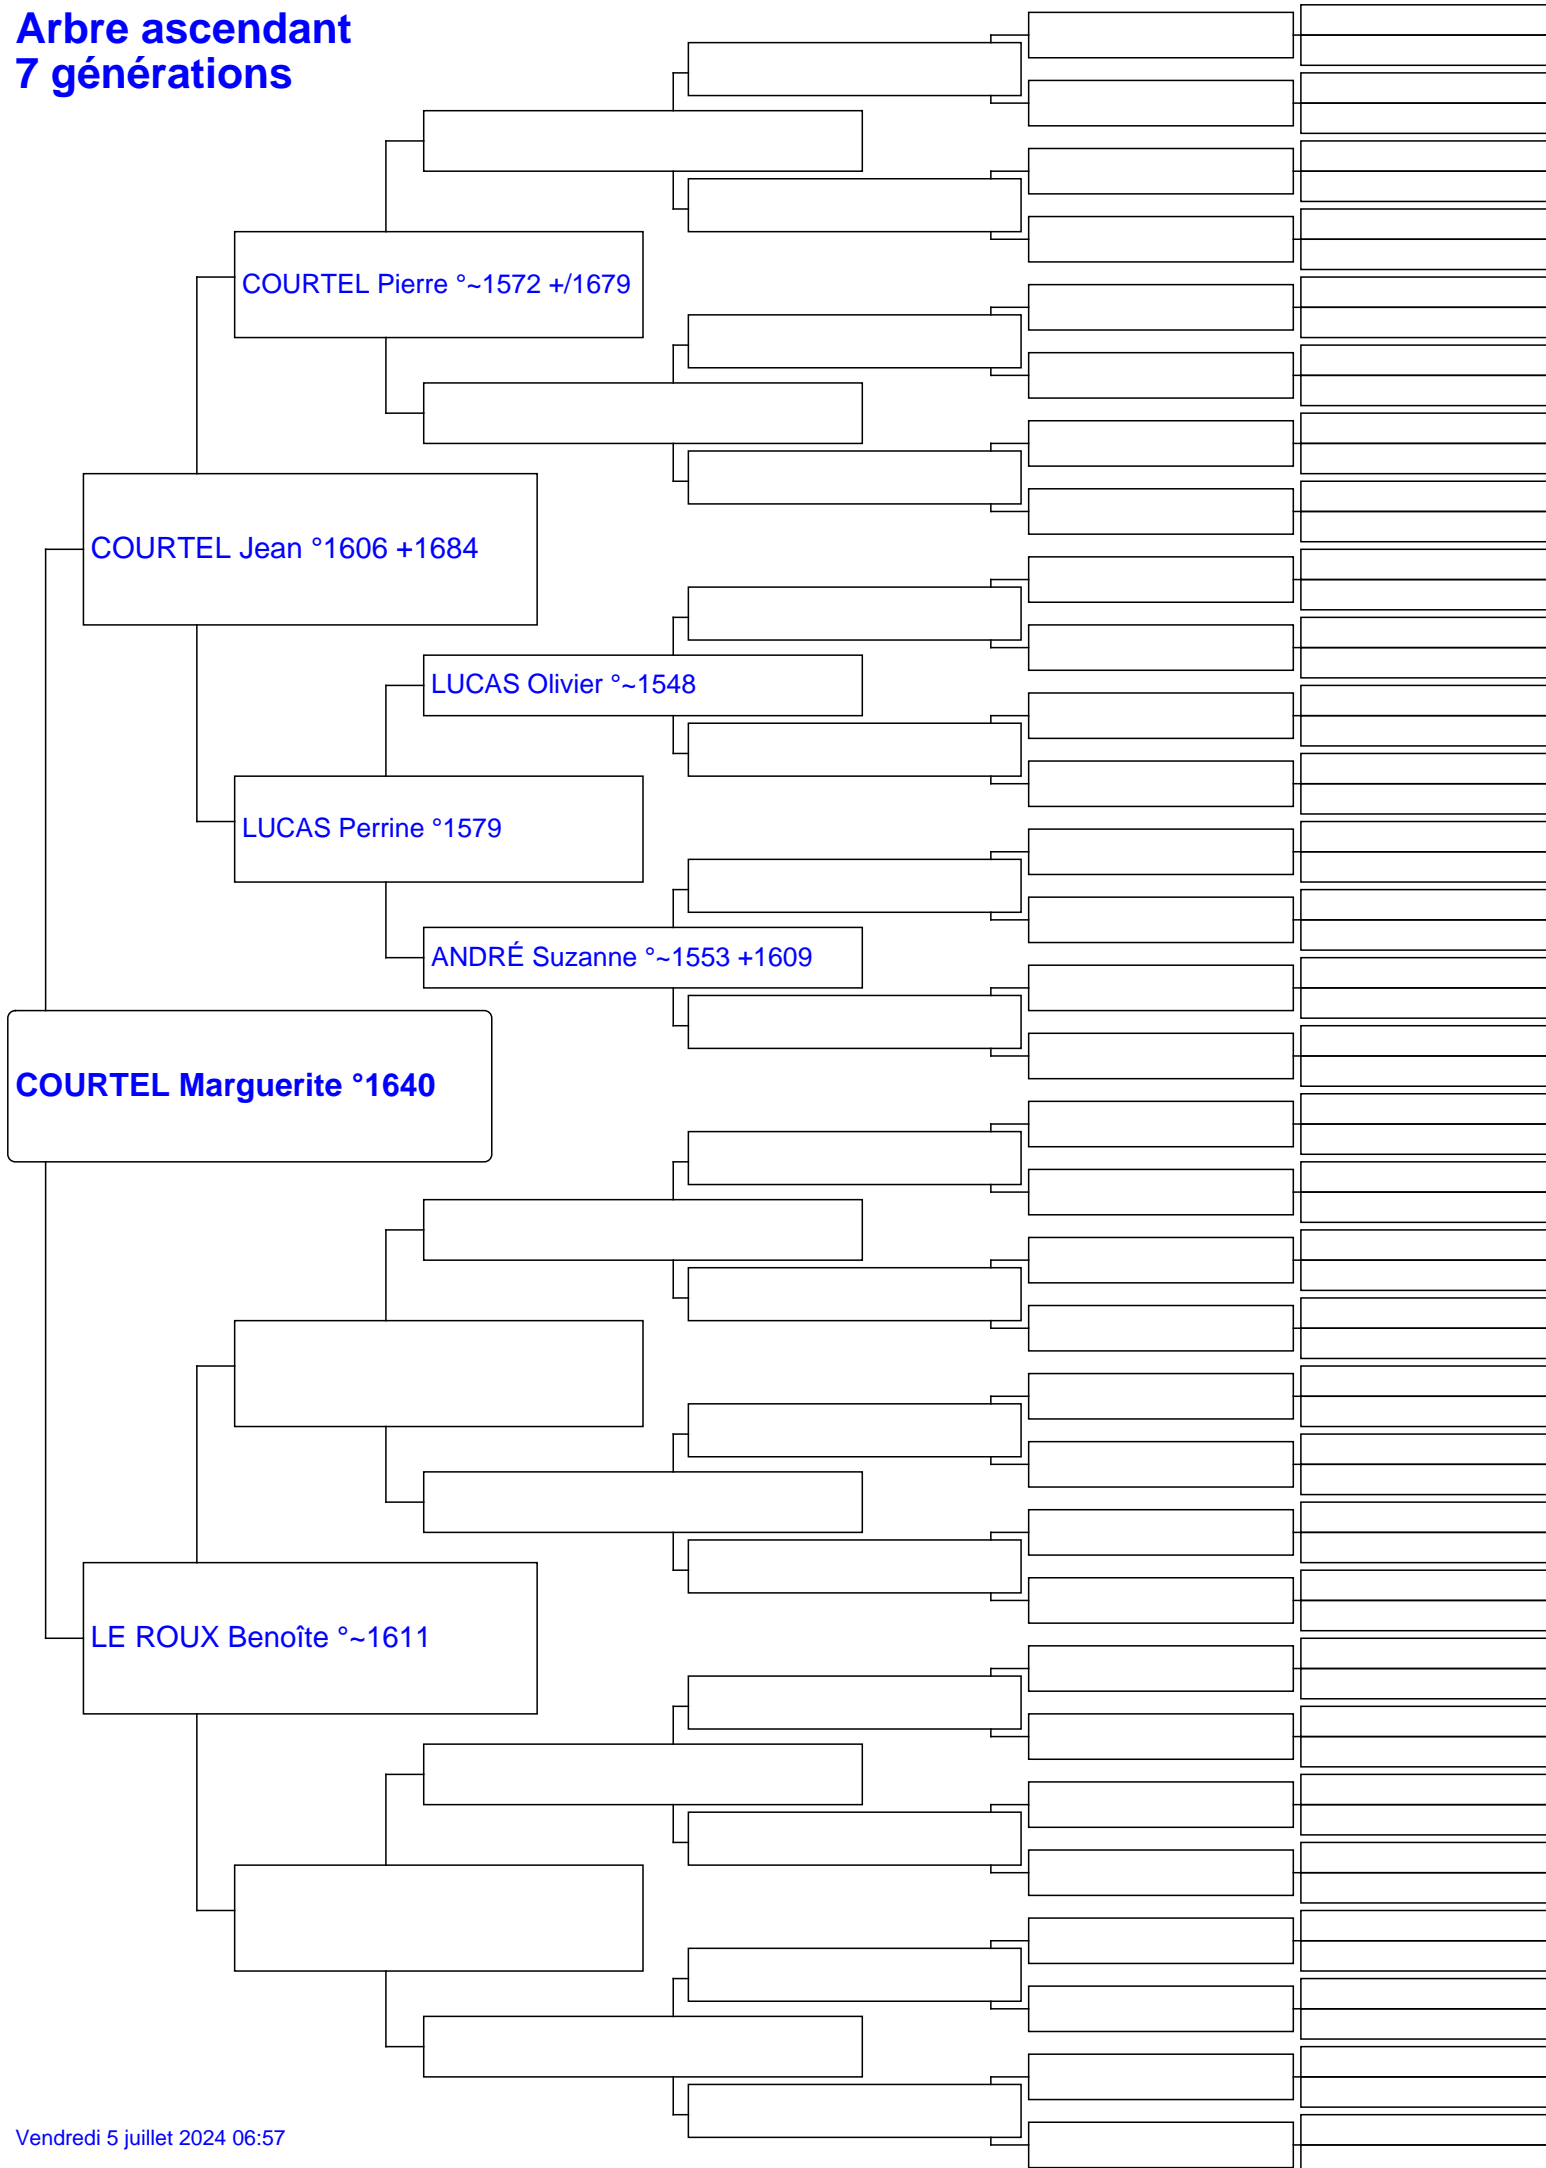 Arbre ascendant
7 générations
COURTEL Pierre °~1572 +/1679
COURTEL Jean °1606 +1684
LUCAS Olivier °~1548
LUCAS Perrine °1579
ANDRÉ Suzanne °~1553 +1609
COURTEL Marguerite °1640
LE ROUX Benoîte °~1611
Vendredi 5 juillet 2024 06:57